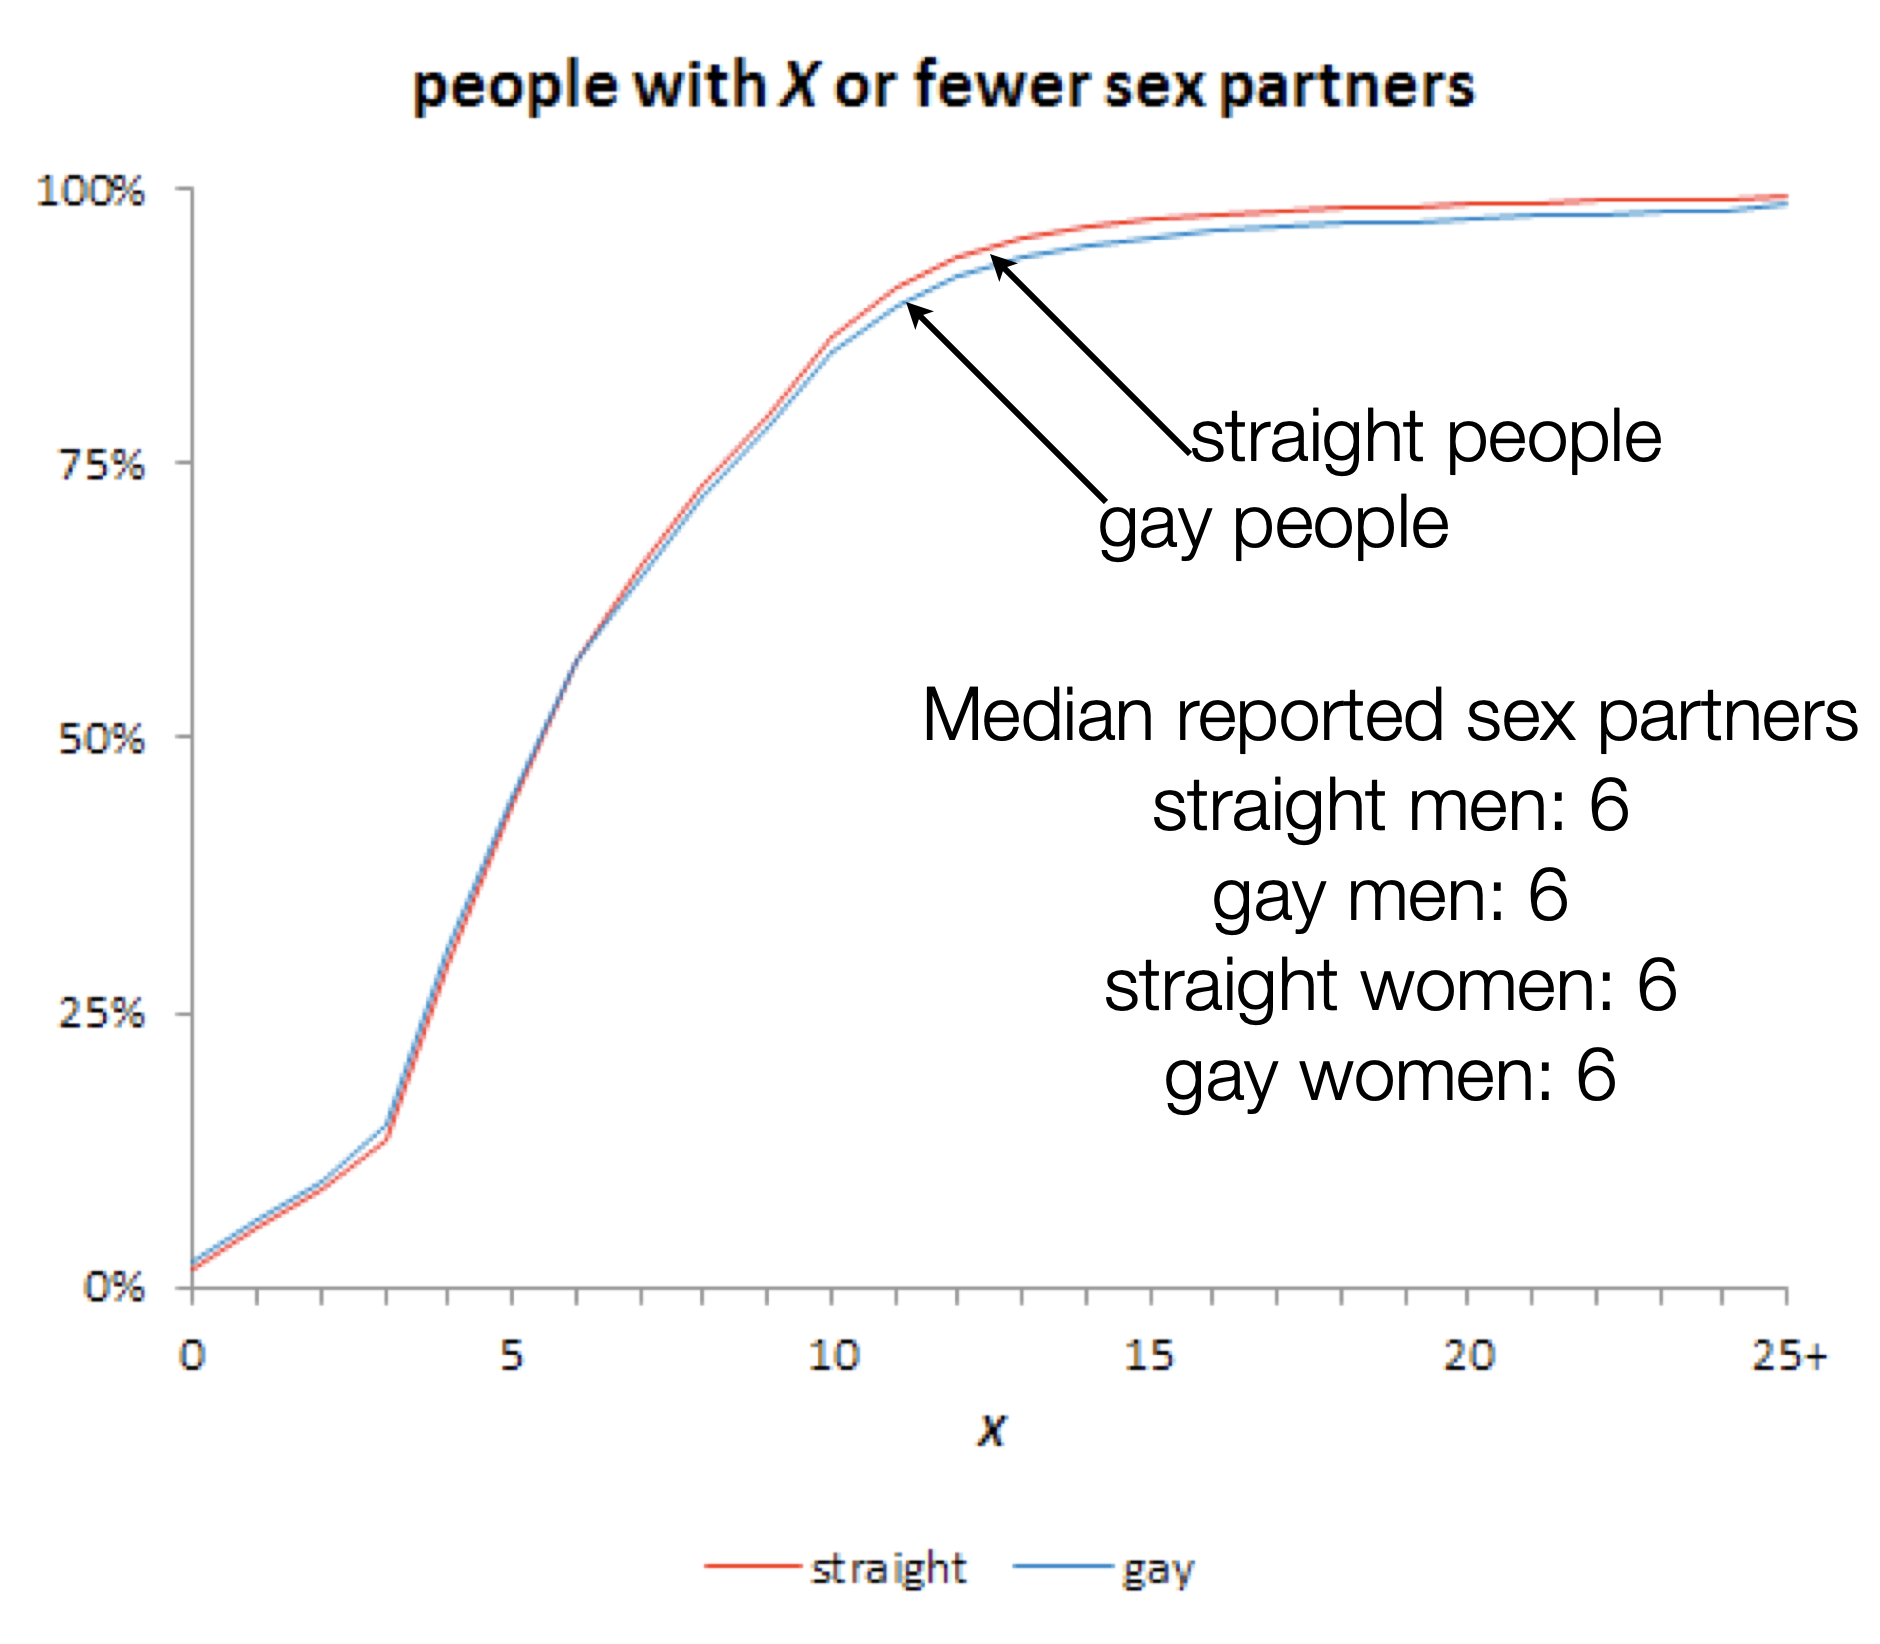 people with X or fewer sex partners
100%
75%
50%
25%
0%
straight people
gay people
Median reported sex partners
straight men: 6
gay men: 6
straight women: 6
gay women: 6
0 5 10 15 20 25+
x
straight gay